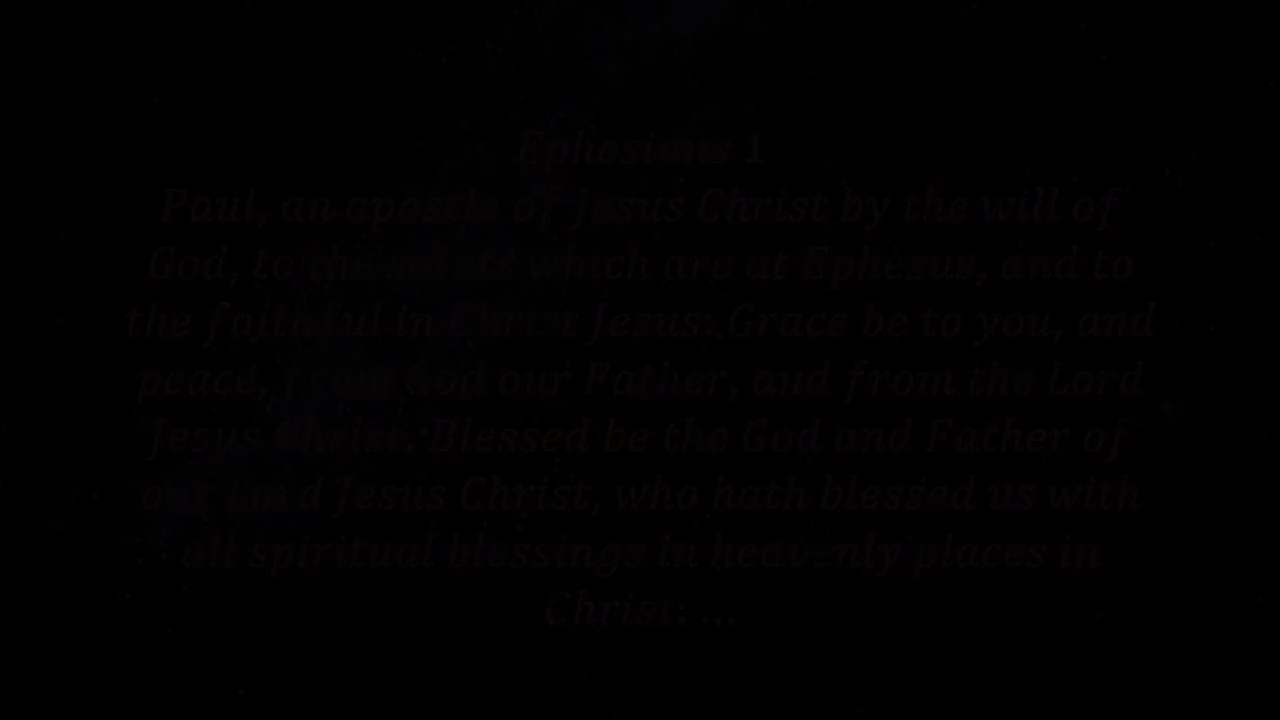 Ephesians 1
Paul, an apostle of Jesus Christ by the will of
God, to the saints which are at Ephesus, and to
the faithful in Christ Jesus: Grace be to you, and
peace, from God our Father, and from the Lord
Jesus Christ. Blessed be the God and Father of
our Lord Jesus Christ, who hath blessed us with
all spiritual blessings in heavenly places in
Christ: ...